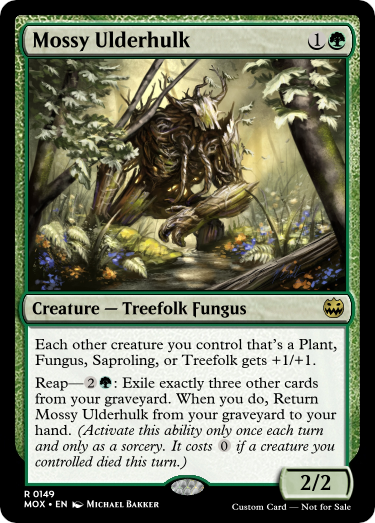 Mossy Ulderhulk 1
Creature — Treefolk Fungus
Each other creature you control that's a Plant,
Fungus, Saproling, or Treefolk gets +1/+1.
Reap—2: Exile exactly three other cards
from your graveyard. When you do, Return
Mossy Ulderhulk from your graveyard to your
hand. (Activate this ability only once each turn
and only as a sorcery. It costs 0 if a creature you
controlled died this turn.)
2/2
R 0149
MOX • EN Michael Bakker
Custom Card — Not for Sale